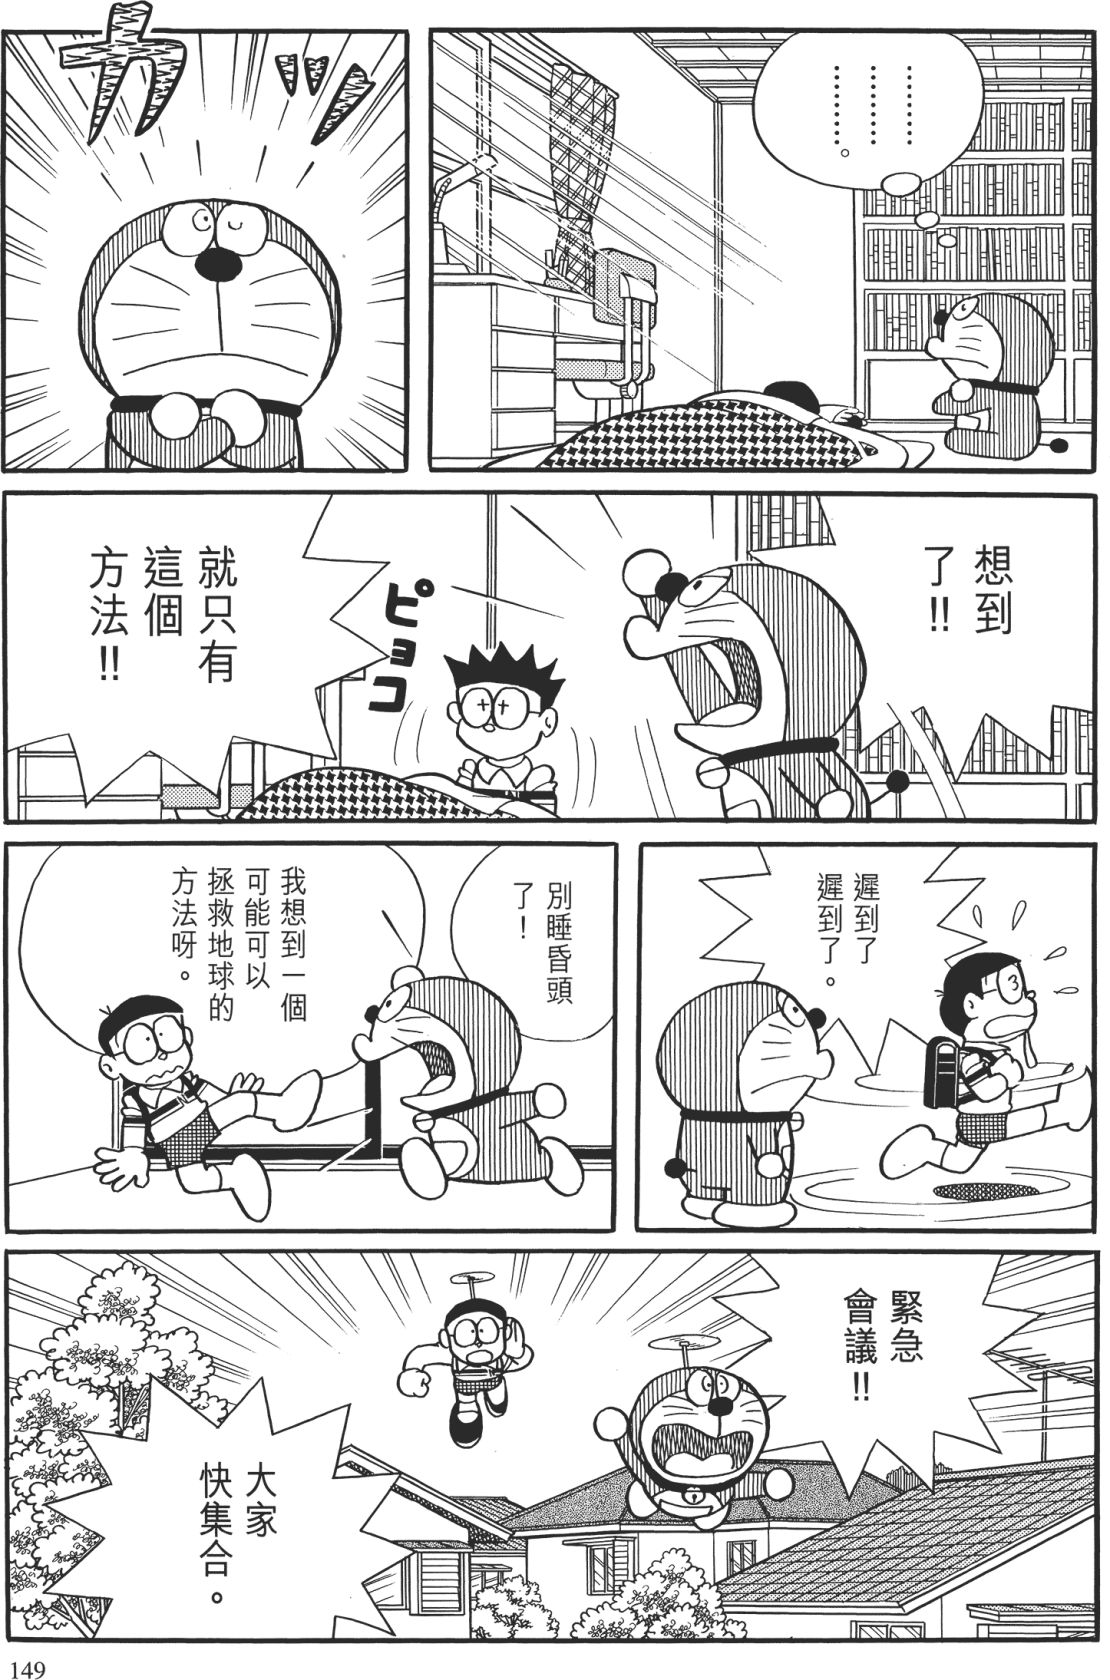 ………
………
………。
ガバッ
想到
了!!
就只有
這個
方法!!
ピョコ
遲到了
遲到了。
別睡昏頭
了!
我想到一個
可能可以
拯救地球的
方法呀。
緊急
會議!!
大家
快集合。
149